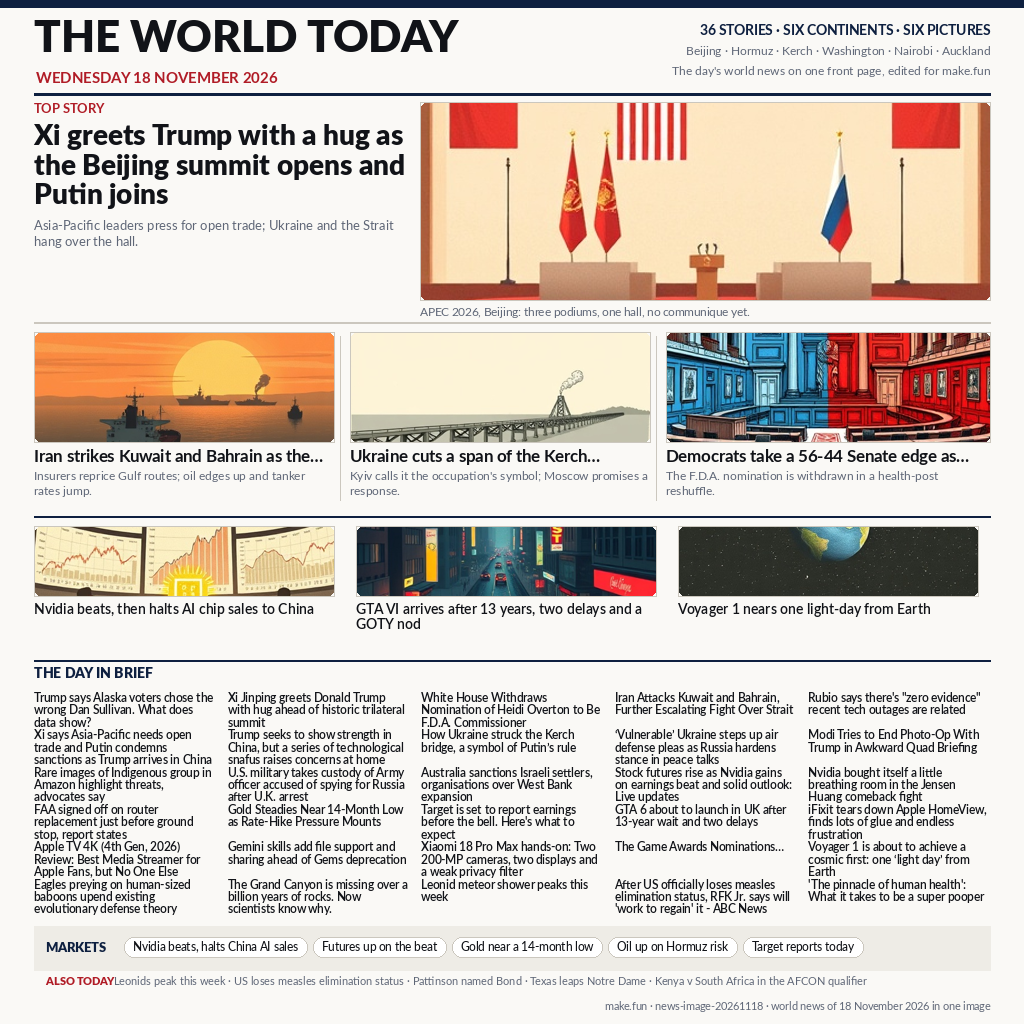 THE WORLD TODAY
WEDNESDAY 18 NOVEMBER 2026
36 STORIES · SIX CONTINENTS · SIX PICTURES
Beijing · Hormuz · Kerch · Washington · Nairobi · Auckland
The day's world news on one front page, edited for make.fun
TOP STORY
Xi greets Trump with a hug as
the Beijing summit opens and
Putin joins
Asia-Pacific leaders press for open trade; Ukraine and the Strait
hang over the hall.
APEC 2026, Beijing: three podiums, one hall, no communique yet.
Iran strikes Kuwait and Bahrain as the...
Insurers reprice Gulf routes; oil edges up and tanker
rates jump.
Ukraine cuts a span of the Kerch...
Kyiv calls it the occupation's symbol; Moscow promises a
response.
Democrats take a 56-44 Senate edge as...
The F.D.A. nomination is withdrawn in a health-post
reshuffle.
Nvidia beats, then halts AI chip sales to China
GTA VI arrives after 13 years, two delays and a
GOTY nod
Voyager 1 nears one light-day from Earth
THE DAY IN BRIEF
Trump says Alaska voters chose the
wrong Dan Sullivan. What does
data show?
Xi Jinping greets Donald Trump
with hug ahead of historic trilateral
summit
White House Withdraws
Nomination of Heidi Overton to Be
F.D.A. Commissioner
Iran Attacks Kuwait and Bahrain,
Further Escalating Fight Over Strait
Rubio says there's "zero evidence"
recent tech outages are related
Xi says Asia-Pacific needs open
trade and Putin condemns
sanctions as Trump arrives in China
Trump seeks to show strength in
China, but a series of technological
snafus raises concerns at home
How Ukraine struck the Kerch
bridge, a symbol of Putin's rule
‘Vulnerable’ Ukraine steps up air
defense pleas as Russia hardens
stance in peace talks
Modi Tries to End Photo-Op With
Trump in Awkward Quad Briefing
Rare images of Indigenous group in
Amazon highlight threats,
advocates say
U.S. military takes custody of Army
officer accused of spying for Russia
after U.K. arrest
Australia sanctions Israeli settlers,
organisations over West Bank
expansion
Stock futures rise as Nvidia gains
on earnings beat and solid outlook:
Live updates
Nvidia bought itself a little
breathing room in the Jensen
Huang comeback fight
FAA signed off on router
replacement just before ground
stop, report states
Gold Steadies Near 14-Month Low
as Rate-Hike Pressure Mounts
Target is set to report earnings
before the bell. Here's what to
expect
GTA 6 about to launch in UK after
13-year wait and two delays
iFixit tears down Apple HomeView,
finds lots of glue and endless
frustration
Apple TV 4K (4th Gen, 2026)
Review: Best Media Streamer for
Apple Fans, but No One Else
Gemini skills add file support and
sharing ahead of Gems deprecation
Xiaomi 18 Pro Max hands-on: Two
200-MP cameras, two displays and
a weak privacy filter
The Game Awards Nominations...
Voyager 1 is about to achieve a
cosmic first: one ‘light day’ from
Earth
Eagles preying on human-sized
baboons upend existing
evolutionary defense theory
The Grand Canyon is missing over a
billion years of rocks. Now
scientists know why.
Leonid meteor shower peaks this
week
After US officially loses measles
elimination status, RFK Jr. says will
'work to regain' it - ABC News
'The pinnacle of human health':
What it takes to be a super pooper
MARKETS
Nvidia beats, halts China AI sales
Futures up on the beat
Gold near a 14-month low
Oil up on Hormuz risk
Target reports today
ALSO TODAY Leonids peak this week · US loses measles elimination status · Pattinson named Bond · Texas leaps Notre Dame · Kenya v South Africa in the AFCON qualifier
make.fun · news-image-20261118 · world news of 18 November 2026 in one image